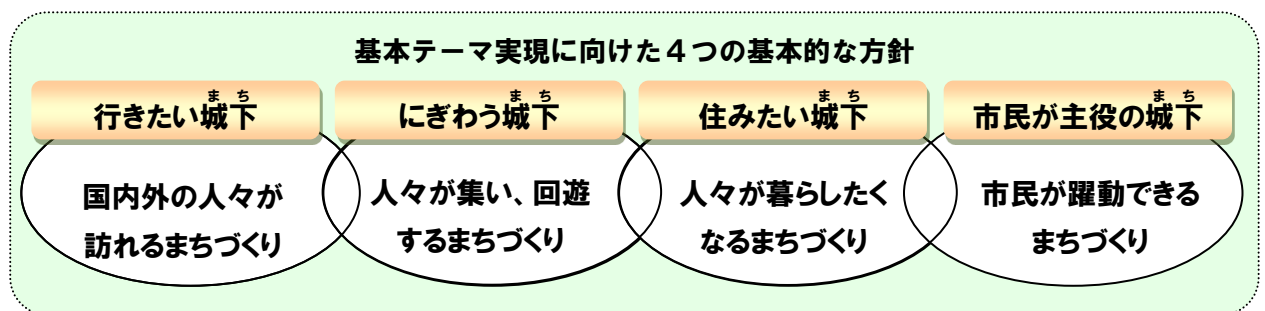 基本テーマ実現に向けた4つの基本的な方針
まち
行きたい城下
国内外の人々が
訪れるまちづくり
まち
にぎわう城下
人々が集い、回遊
するまちづくり
まち
住みたい城下
人々が暮らしたく
なるまちづくり
まち
市民が主役の城下
市民が躍動できる
まちづくり